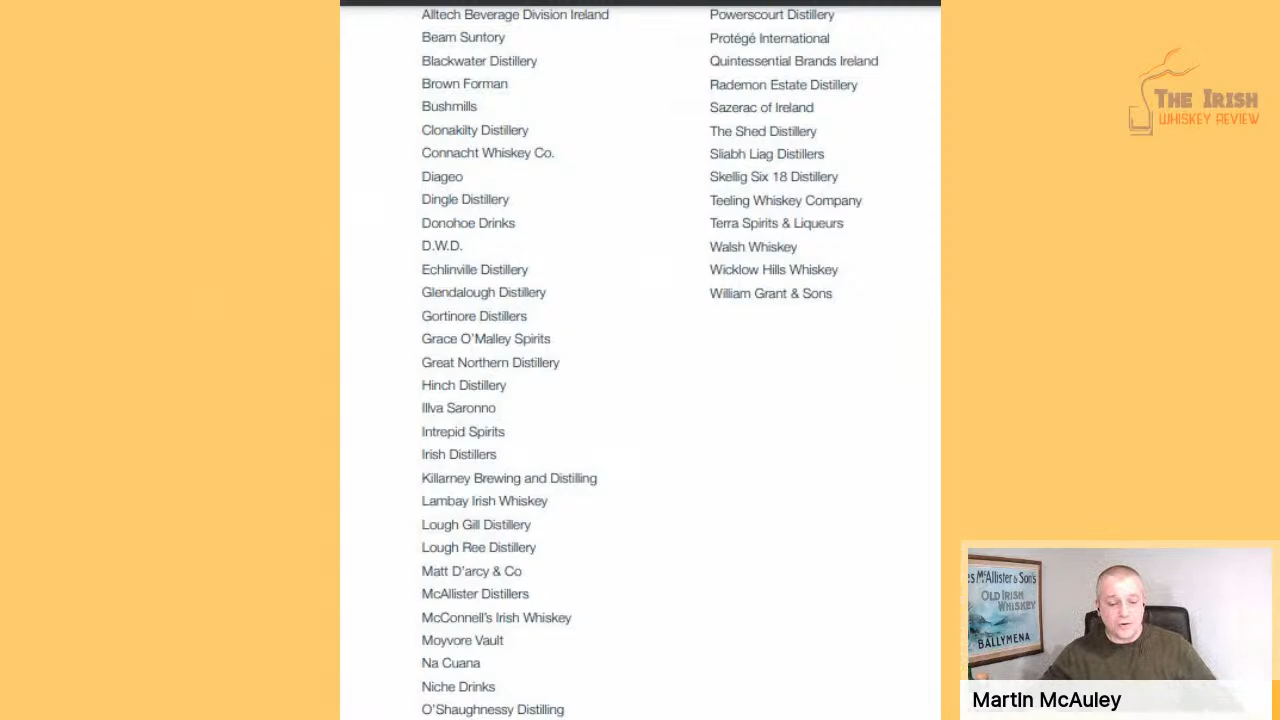 Alltech Beverage Division Ireland
Beam Suntory
Blackwater Distillery
Brown Forman
Bushmills
Clonakilty Distillery
Connacht Whiskey Co.
Diageo
Dingle Distillery
Donohoe Drinks
D.W.D.
Echlinville Distillery
Glendalough Distillery
Gortinore Distillers
Grace O'Malley Spirits
Great Northern Distillery
Hinch Distillery
Illva Saronno
Intrepid Spirits
Irish Distillers
Killarney Brewing and Distilling
Lambay Irish Whiskey
Lough Gill Distillery
Lough Ree Distillery
Matt D'arcy & Co
McAllister Distillers
McConnell's Irish Whiskey
Moyvore Vault
Na Cuana
Niche Drinks
O'Shaughnessy Distilling
Powerscourt Distillery
Protégé International
Quintessential Brands Ireland
Rademon Estate Distillery
Sazerac of Ireland
The Shed Distillery
Sliabh Liag Distillers
Skellig Six 18 Distillery
Teeling Whiskey Company
Terra Spirits & Liqueurs
Walsh Whiskey
Wicklow Hills Whiskey
William Grant & Sons
The Irish
Whiskey Review
es McAllister & Son's
Old Irish
Whiskey
Ballymena
Martin McAuley